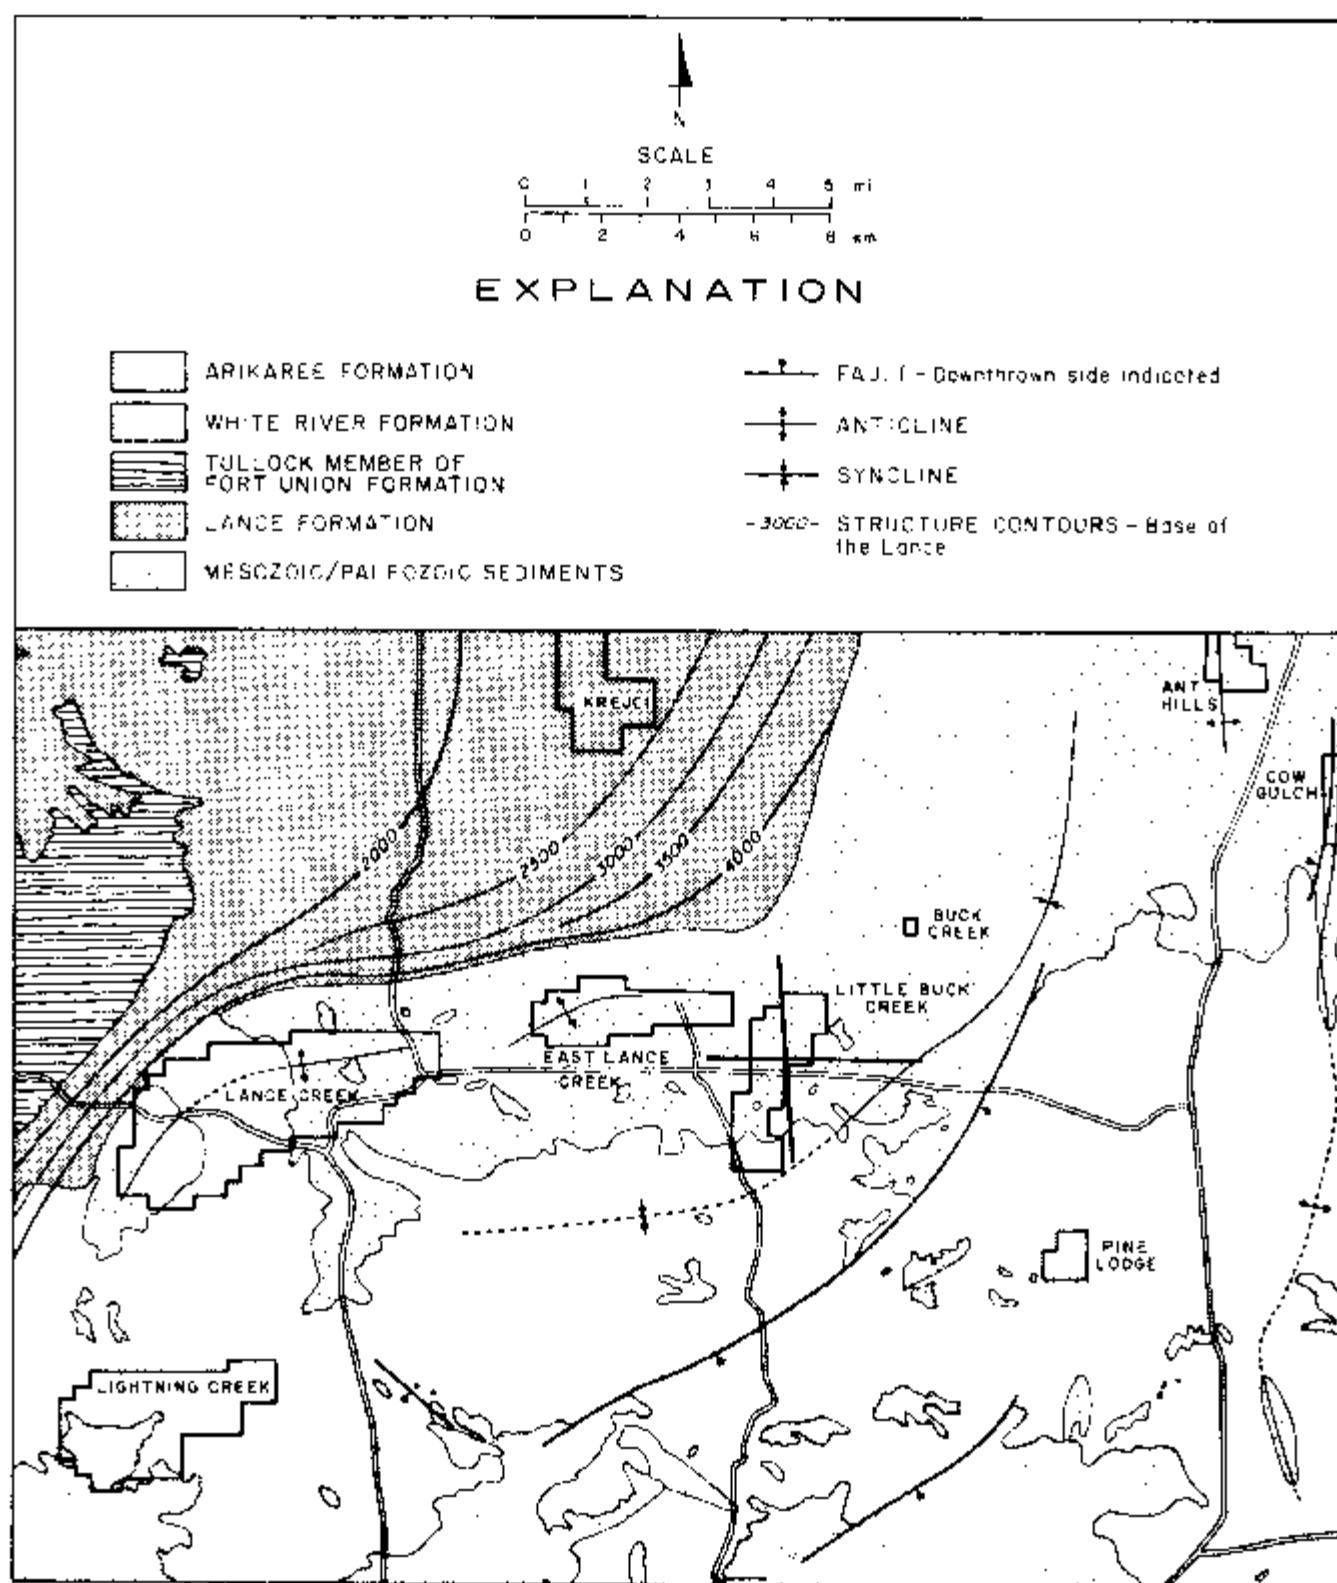 N
SCALE
0 1 2 3 4 5 mi
0 2 4 6 8 km
EXPLANATION
ARIKAREE FORMATION
WHITE RIVER FORMATION
TULLOCK MEMBER OF
FORT UNION FORMATION
LANCE FORMATION
MESOZOIC/PALEOZOIC SEDIMENTS
FAULT - Downthrown side indicated
ANTICLINE
SYNCLINE
-3000- STRUCTURE CONTOURS - Base of
the Lance
KREJCI
ANT
HILLS
COW
GULCH
2000
2500
3000
3500
4000
BUCK
CREEK
LITTLE BUCK
CREEK
EAST LANCE
CREEK
LANCE CREEK
PINE
LODGE
LIGHTNING CREEK